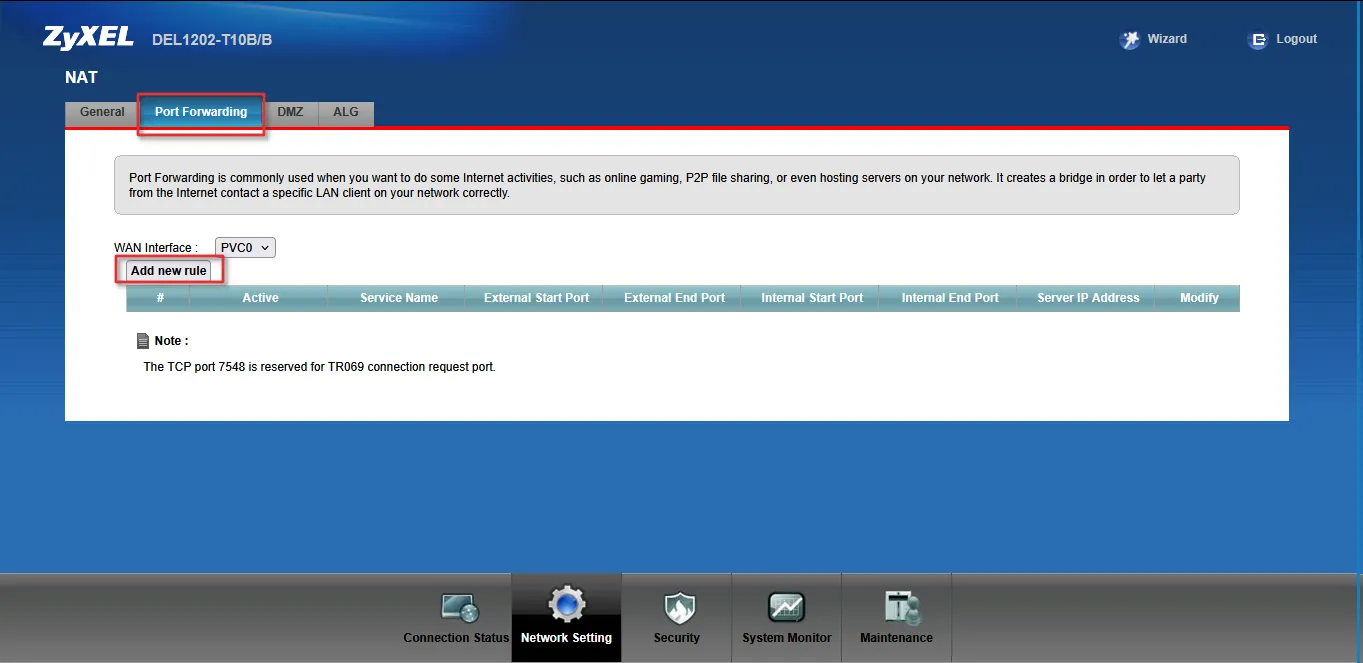 ZyXEL DEL1202-T10B/B
Wizard
Logout
NAT
General
Port Forwarding
DMZ
ALG
Port Forwarding is commonly used when you want to do some Internet activities, such as online gaming, P2P file sharing, or even hosting servers on your network. It creates a bridge in order to let a party
from the Internet contact a specific LAN client on your network correctly.
WAN Interface : PVC0
Add new rule
# Active Service Name External Start Port External End Port Internal Start Port Internal End Port Server IP Address Modify
Note :
The TCP port 7548 is reserved for TR069 connection request port.
Connection Status
Network Setting
Security
System Monitor
Maintenance